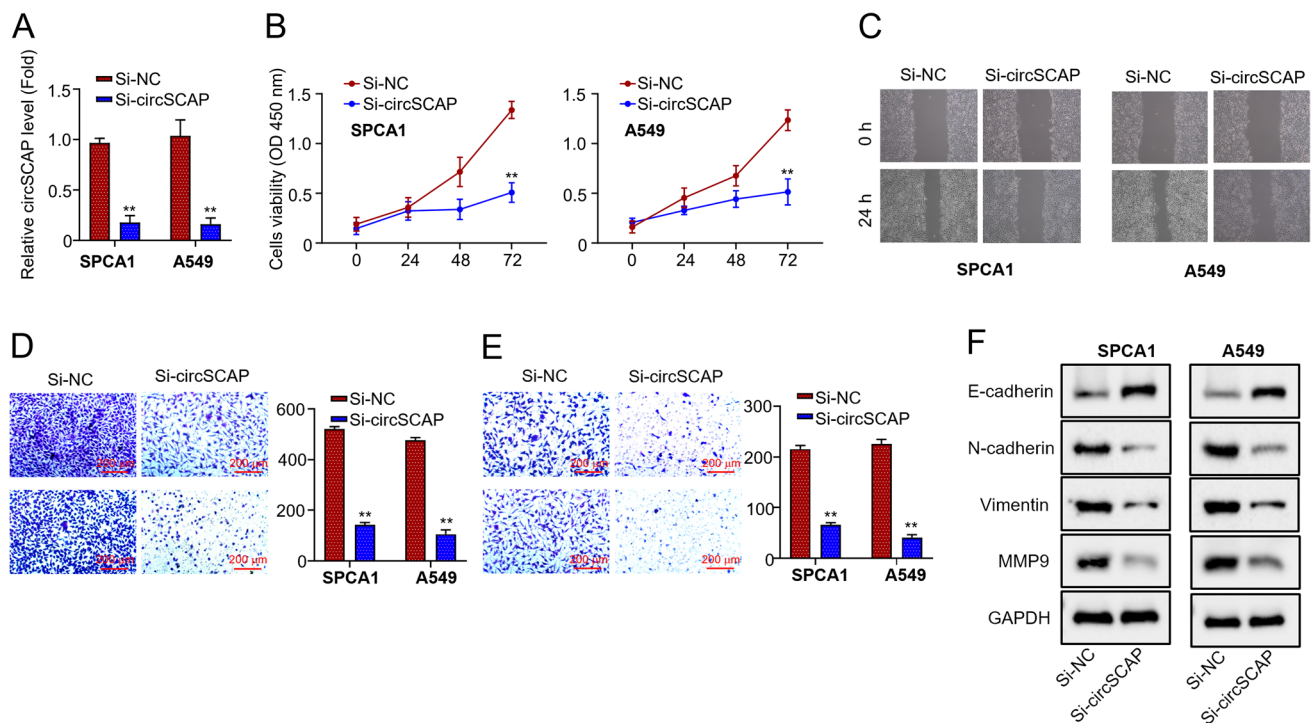 A
Relative circSCAP level (Fold)
Si-NC
Si-circSCAP
1.5
1.0
0.5
0
**
**
SPCA1
A549
B
Cells viability (OD 450 nm)
Si-NC
Si-circSCAP
SPCA1
1.5
1.0
0.5
0
**
0
24
48
72
Si-NC
Si-circSCAP
A549
1.5
1.0
0.5
0
**
0
24
48
72
C
Si-NC
Si-circSCAP
Si-NC
Si-circSCAP
0 h
24 h
SPCA1
A549
D
Si-NC
Si-circSCAP
200 μm
200 μm
200 μm
200 μm
Si-NC
Si-circSCAP
600
400
200
0
**
**
SPCA1
A549
E
Si-NC
Si-circSCAP
200 μm
200 μm
200 μm
200 μm
Si-NC
Si-circSCAP
300
200
100
0
**
**
SPCA1
A549
F
SPCA1
A549
E-cadherin
N-cadherin
Vimentin
MMP9
GAPDH
Si-NC
Si-circSCAP
Si-NC
Si-circSCAP